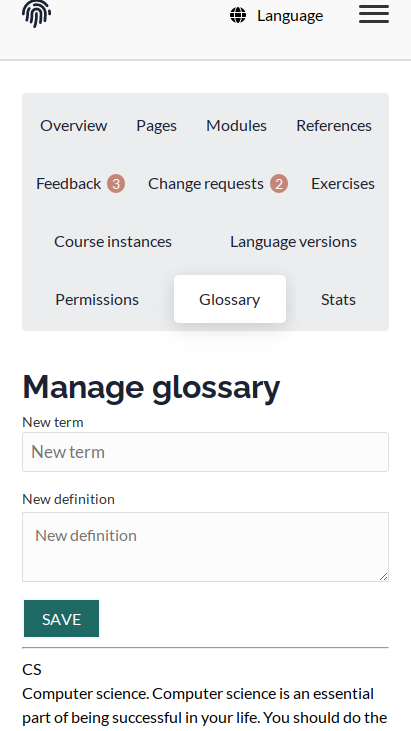 Language
Overview Pages Modules References
Feedback 3 Change requests 2 Exercises
Course instances Language versions
Permissions Glossary Stats
Manage glossary
New term
New term
New definition
New definition
SAVE
CS
Computer science. Computer science is an essential
part of being successful in your life. You should do the